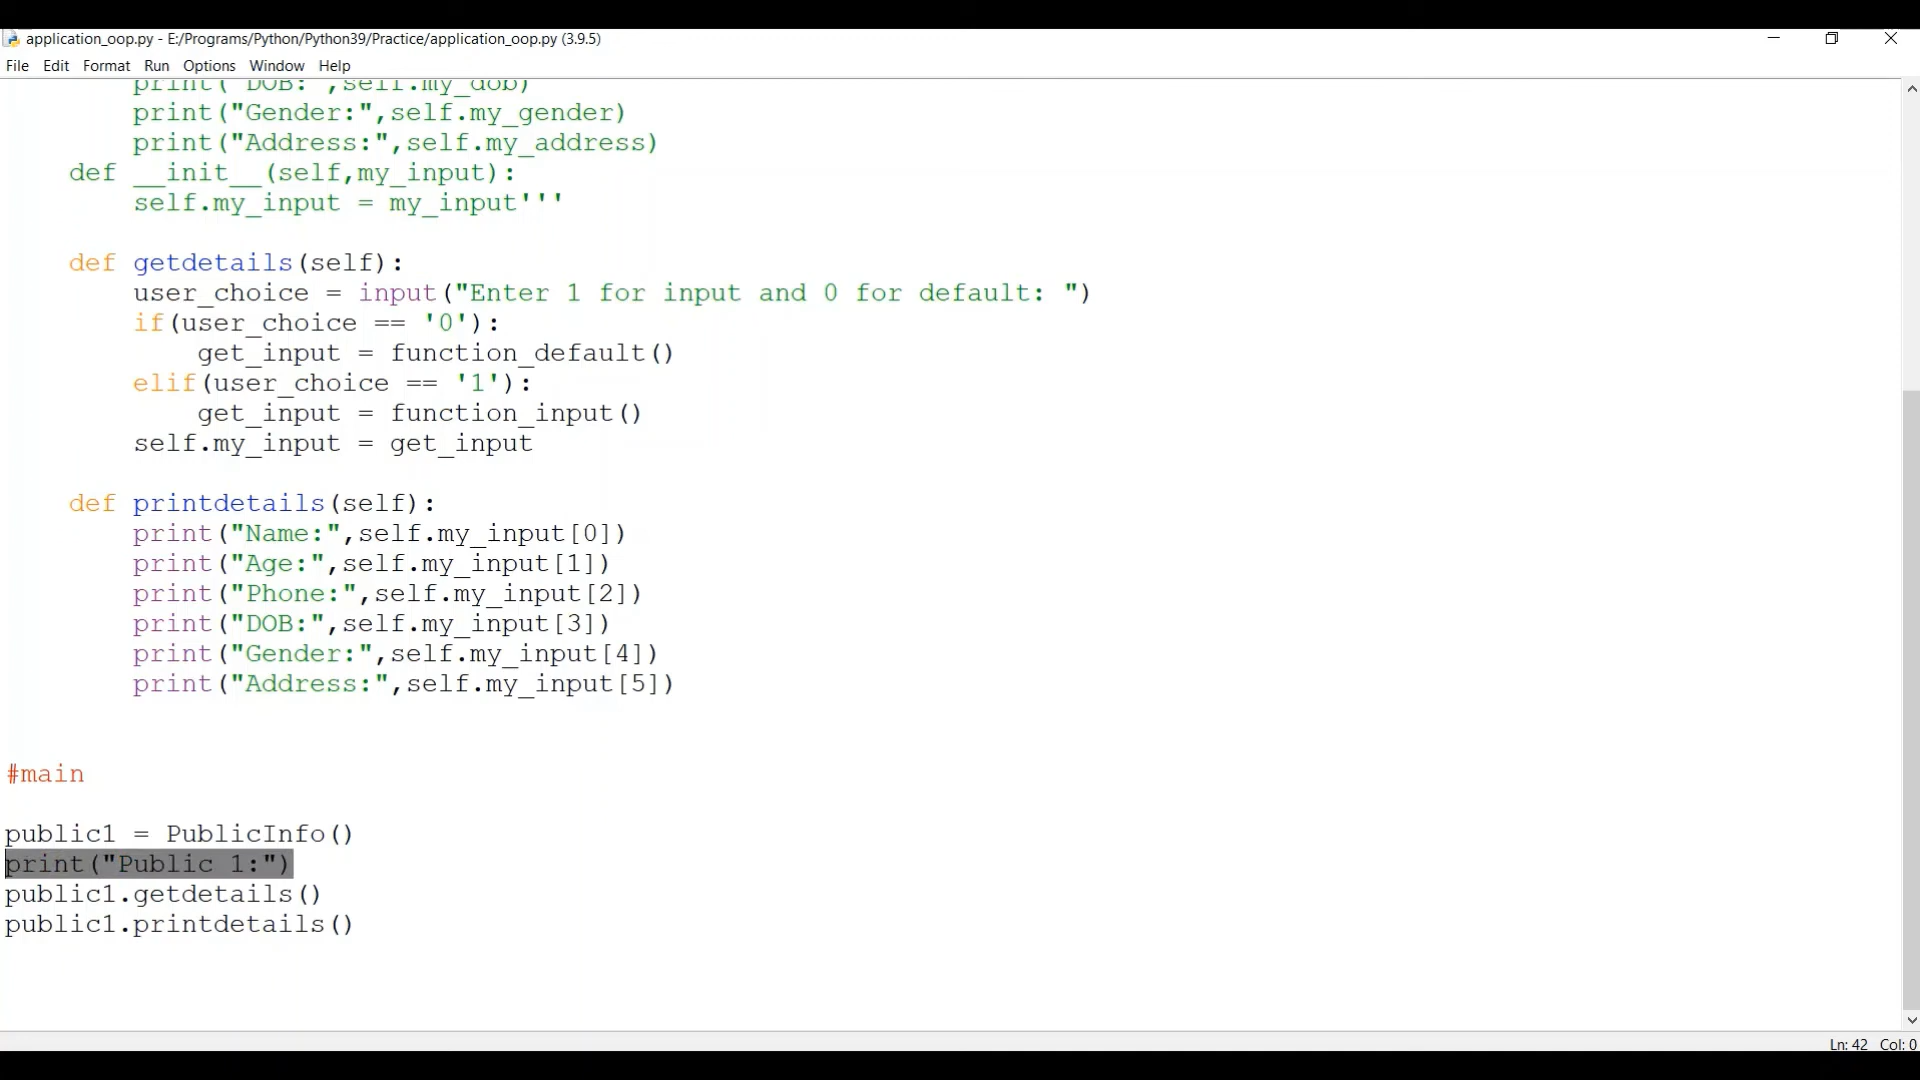 application_oop.py - E:/Programs/Python/Python39/Practice/application_oop.py (3.9.5)
File Edit Format Run Options Window Help
        print("DOB:",self.my_dob)
        print("Gender:",self.my_gender)
        print("Address:",self.my_address)
    def __init__(self,my_input):
        self.my_input = my_input'''

    def getdetails(self):
        user_choice = input("Enter 1 for input and 0 for default: ")
        if(user_choice == '0'):
            get_input = function_default()
        elif(user_choice == '1'):
            get_input = function_input()
        self.my_input = get_input

    def printdetails(self):
        print("Name:",self.my_input[0])
        print("Age:",self.my_input[1])
        print("Phone:",self.my_input[2])
        print("DOB:",self.my_input[3])
        print("Gender:",self.my_input[4])
        print("Address:",self.my_input[5])

#main

public1 = PublicInfo()
print("Public 1:")
public1.getdetails()
public1.printdetails()
Ln: 42 Col: 0